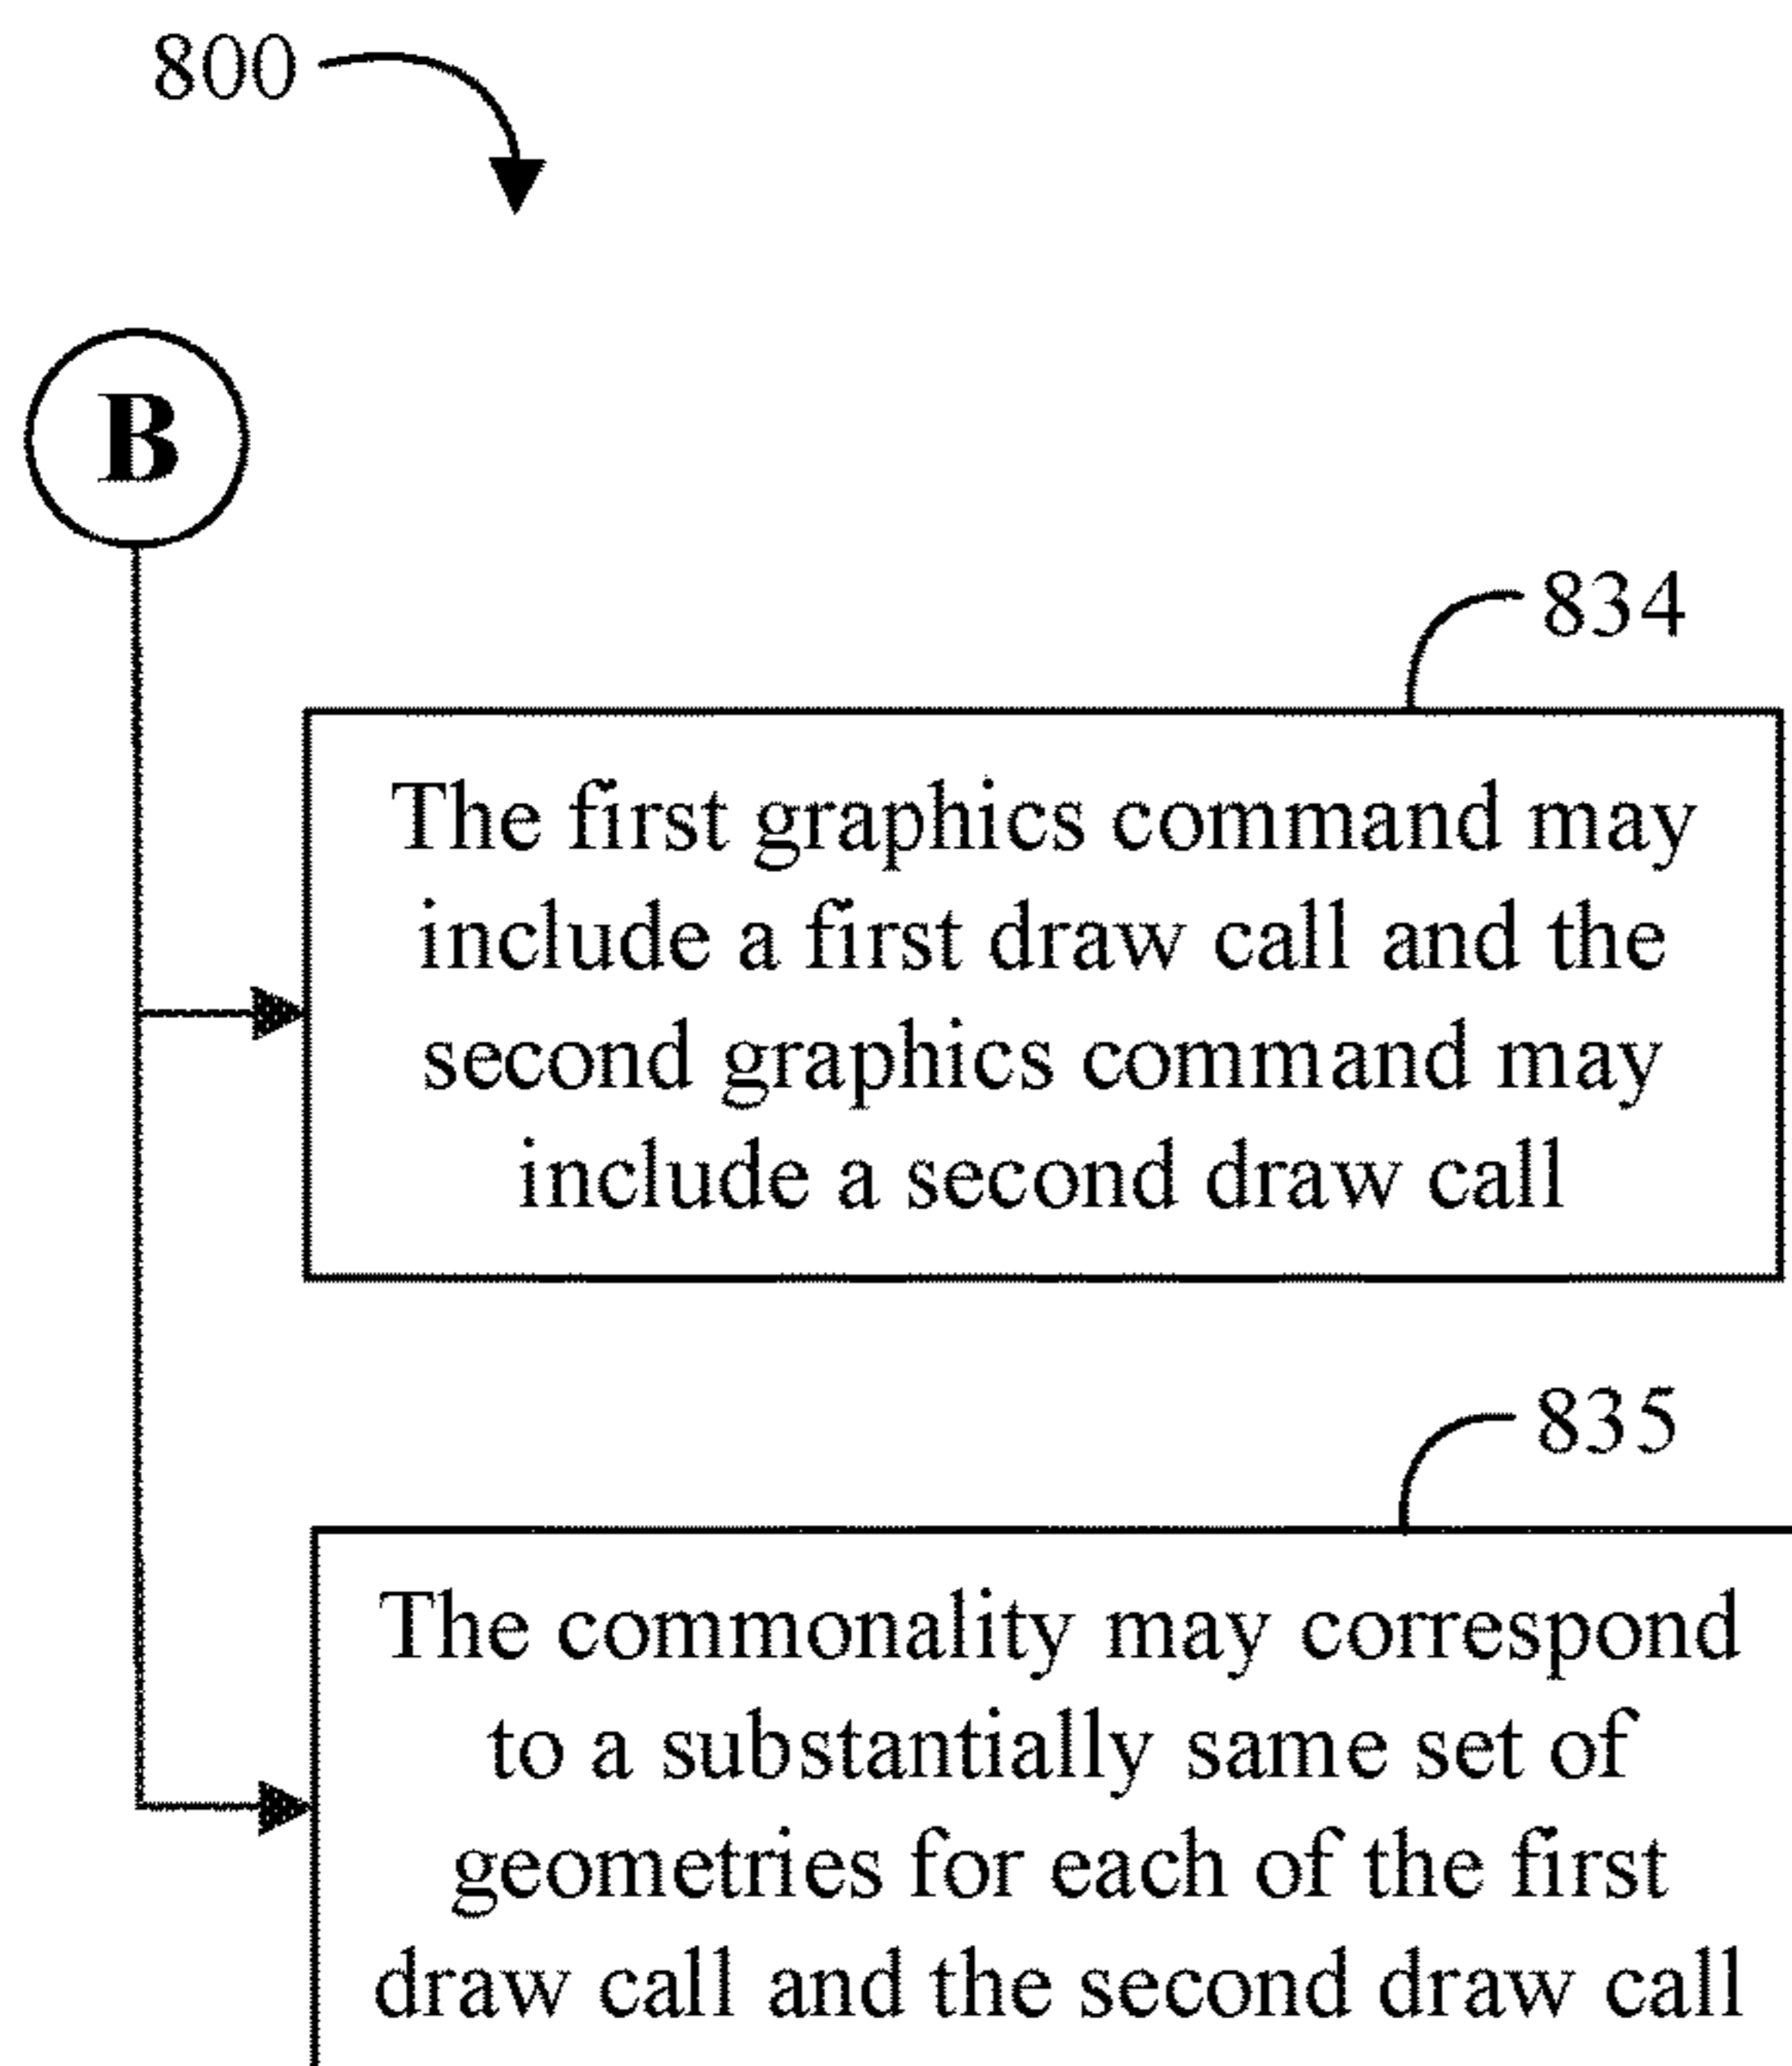 800
B
834
The first graphics command may
include a first draw call and the
second graphics command may
include a second draw call
835
The commonality may correspond
to a substantially same set of
geometries for each of the first
draw call and the second draw call